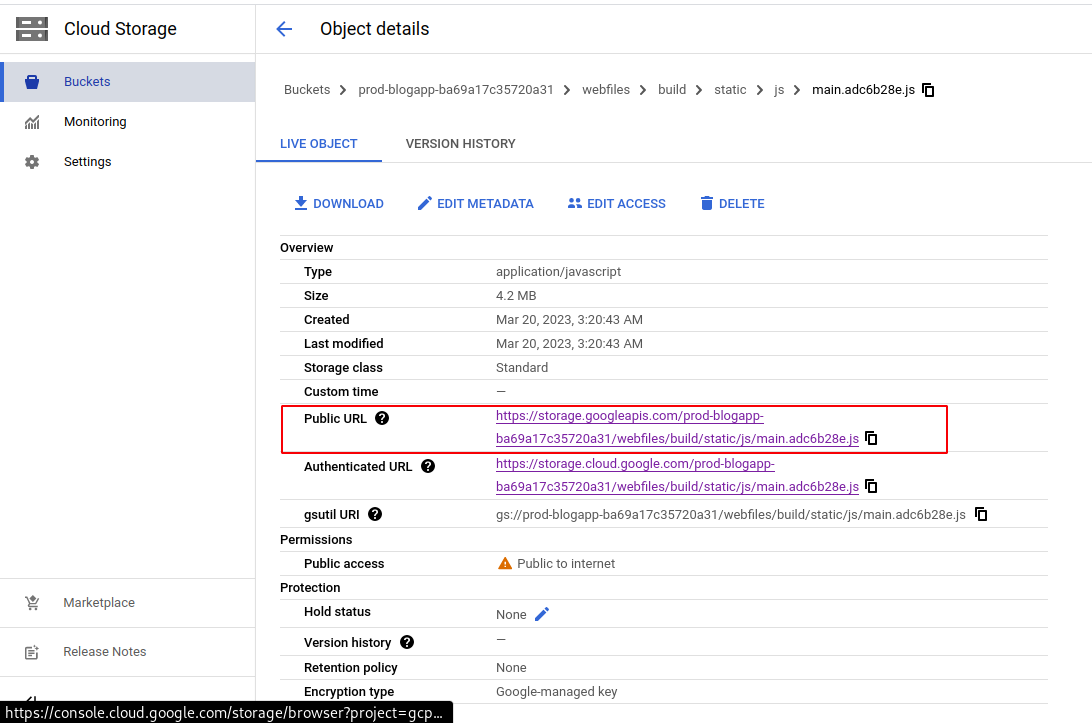 Cloud Storage
Object details
Buckets
Monitoring
Settings
Marketplace
Release Notes
Buckets > prod-blogapp-ba69a17c35720a31 > webfiles > build > static > js > main.adc6b28e.js
LIVE OBJECT VERSION HISTORY
DOWNLOAD EDIT METADATA EDIT ACCESS DELETE
Overview
Type application/javascript
Size 4.2 MB
Created Mar 20, 2023, 3:20:43 AM
Last modified Mar 20, 2023, 3:20:43 AM
Storage class Standard
Custom time —
Public URL ? https://storage.googleapis.com/prod-blogapp-
ba69a17c35720a31/webfiles/build/static/js/main.adc6b28e.js
Authenticated URL ? https://storage.cloud.google.com/prod-blogapp-
ba69a17c35720a31/webfiles/build/static/js/main.adc6b28e.js
gsutil URI ? gs://prod-blogapp-ba69a17c35720a31/webfiles/build/static/js/main.adc6b28e.js
Permissions
Public access Public to internet
Protection
Hold status None
Version history ? —
Retention policy None
Encryption type Google-managed key
https://console.cloud.google.com/storage/browser?project=gcp...